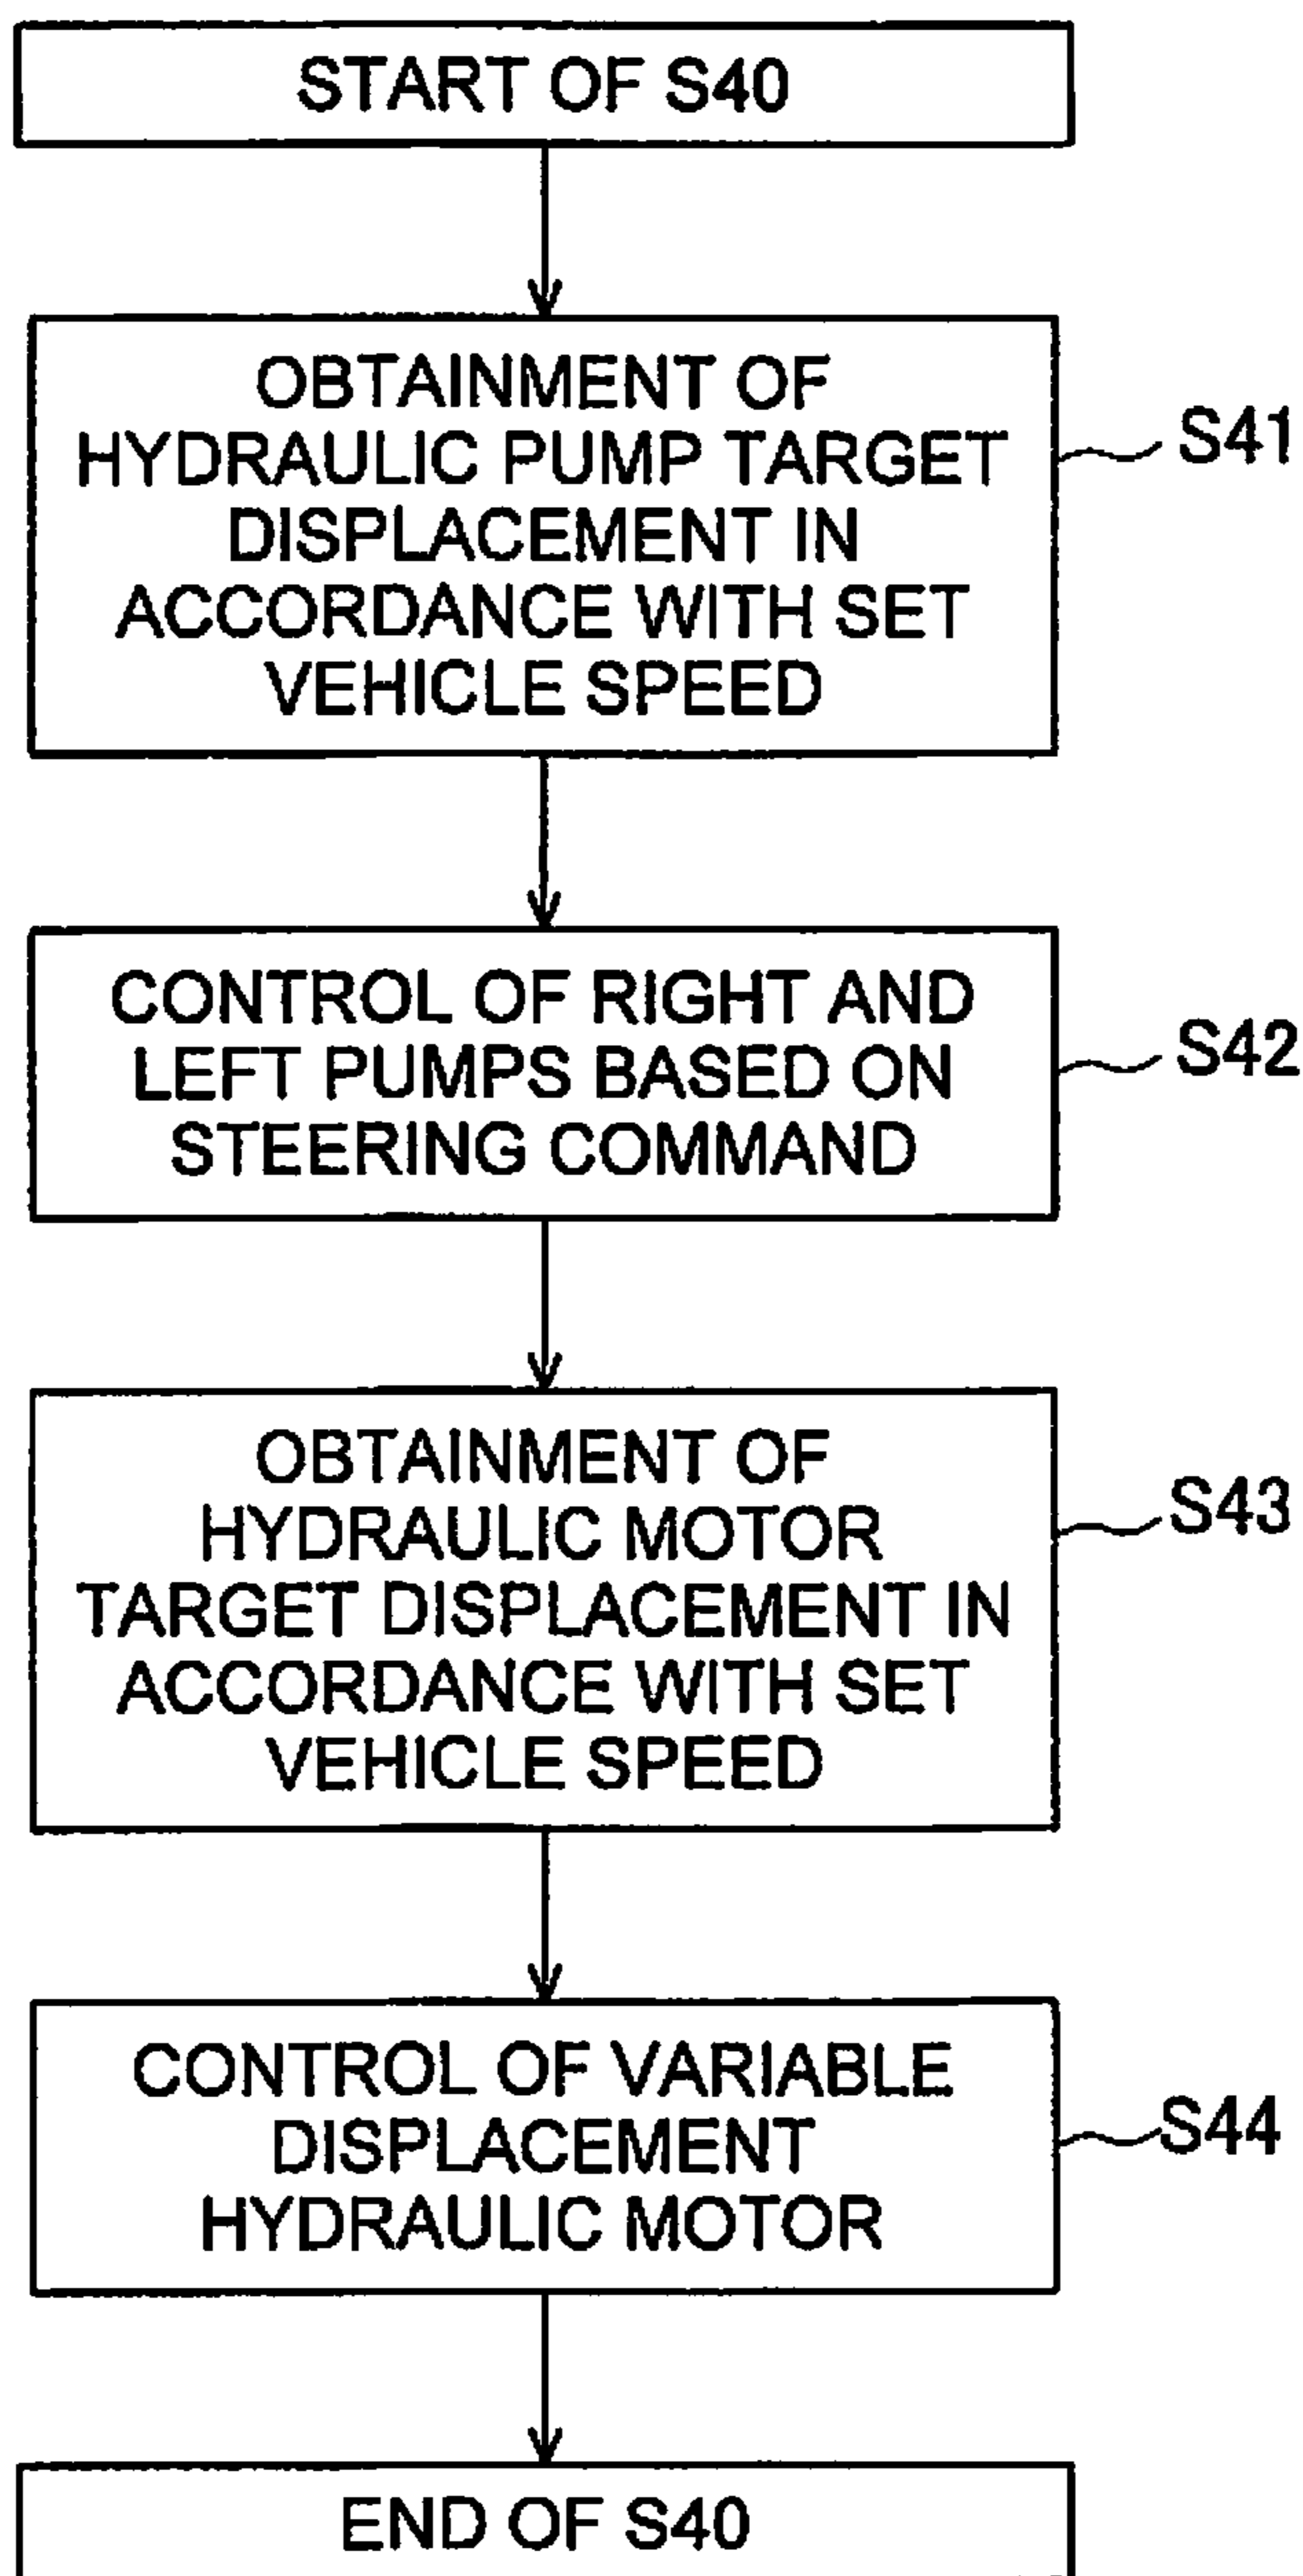 START OF S40
OBTAINMENT OF
HYDRAULIC PUMP TARGET
DISPLACEMENT IN
ACCORDANCE WITH SET
VEHICLE SPEED
S41
CONTROL OF RIGHT AND
LEFT PUMPS BASED ON
STEERING COMMAND
S42
OBTAINMENT OF
HYDRAULIC MOTOR
TARGET DISPLACEMENT IN
ACCORDANCE WITH SET
VEHICLE SPEED
S43
CONTROL OF VARIABLE
DISPLACEMENT
HYDRAULIC MOTOR
S44
END OF S40